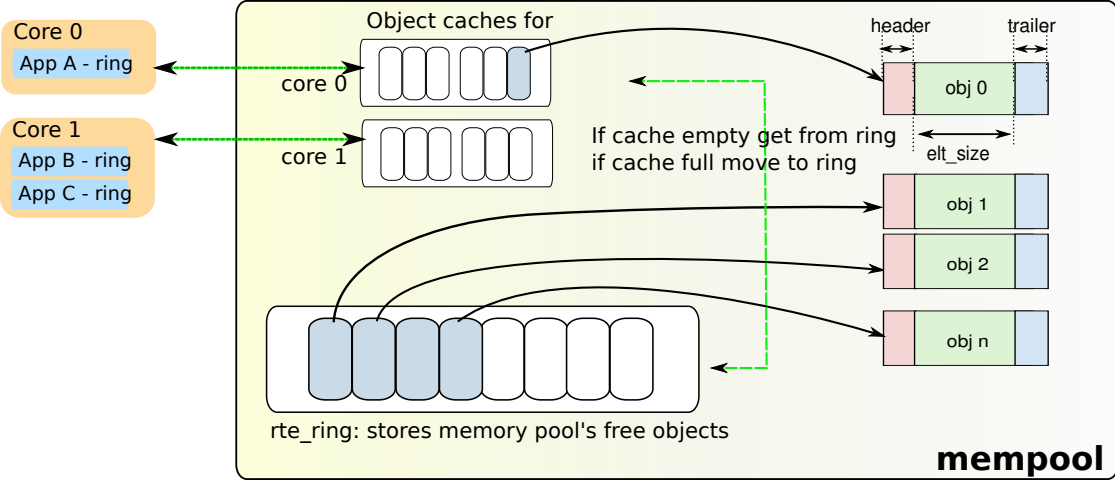 Core 0
App A - ring
Core 1
App B - ring
App C - ring
Object caches for
core 0
core 1
If cache empty get from ring
if cache full move to ring
header
trailer
obj 0
elt_size
obj 1
obj 2
obj n
rte_ring: stores memory pool's free objects
mempool